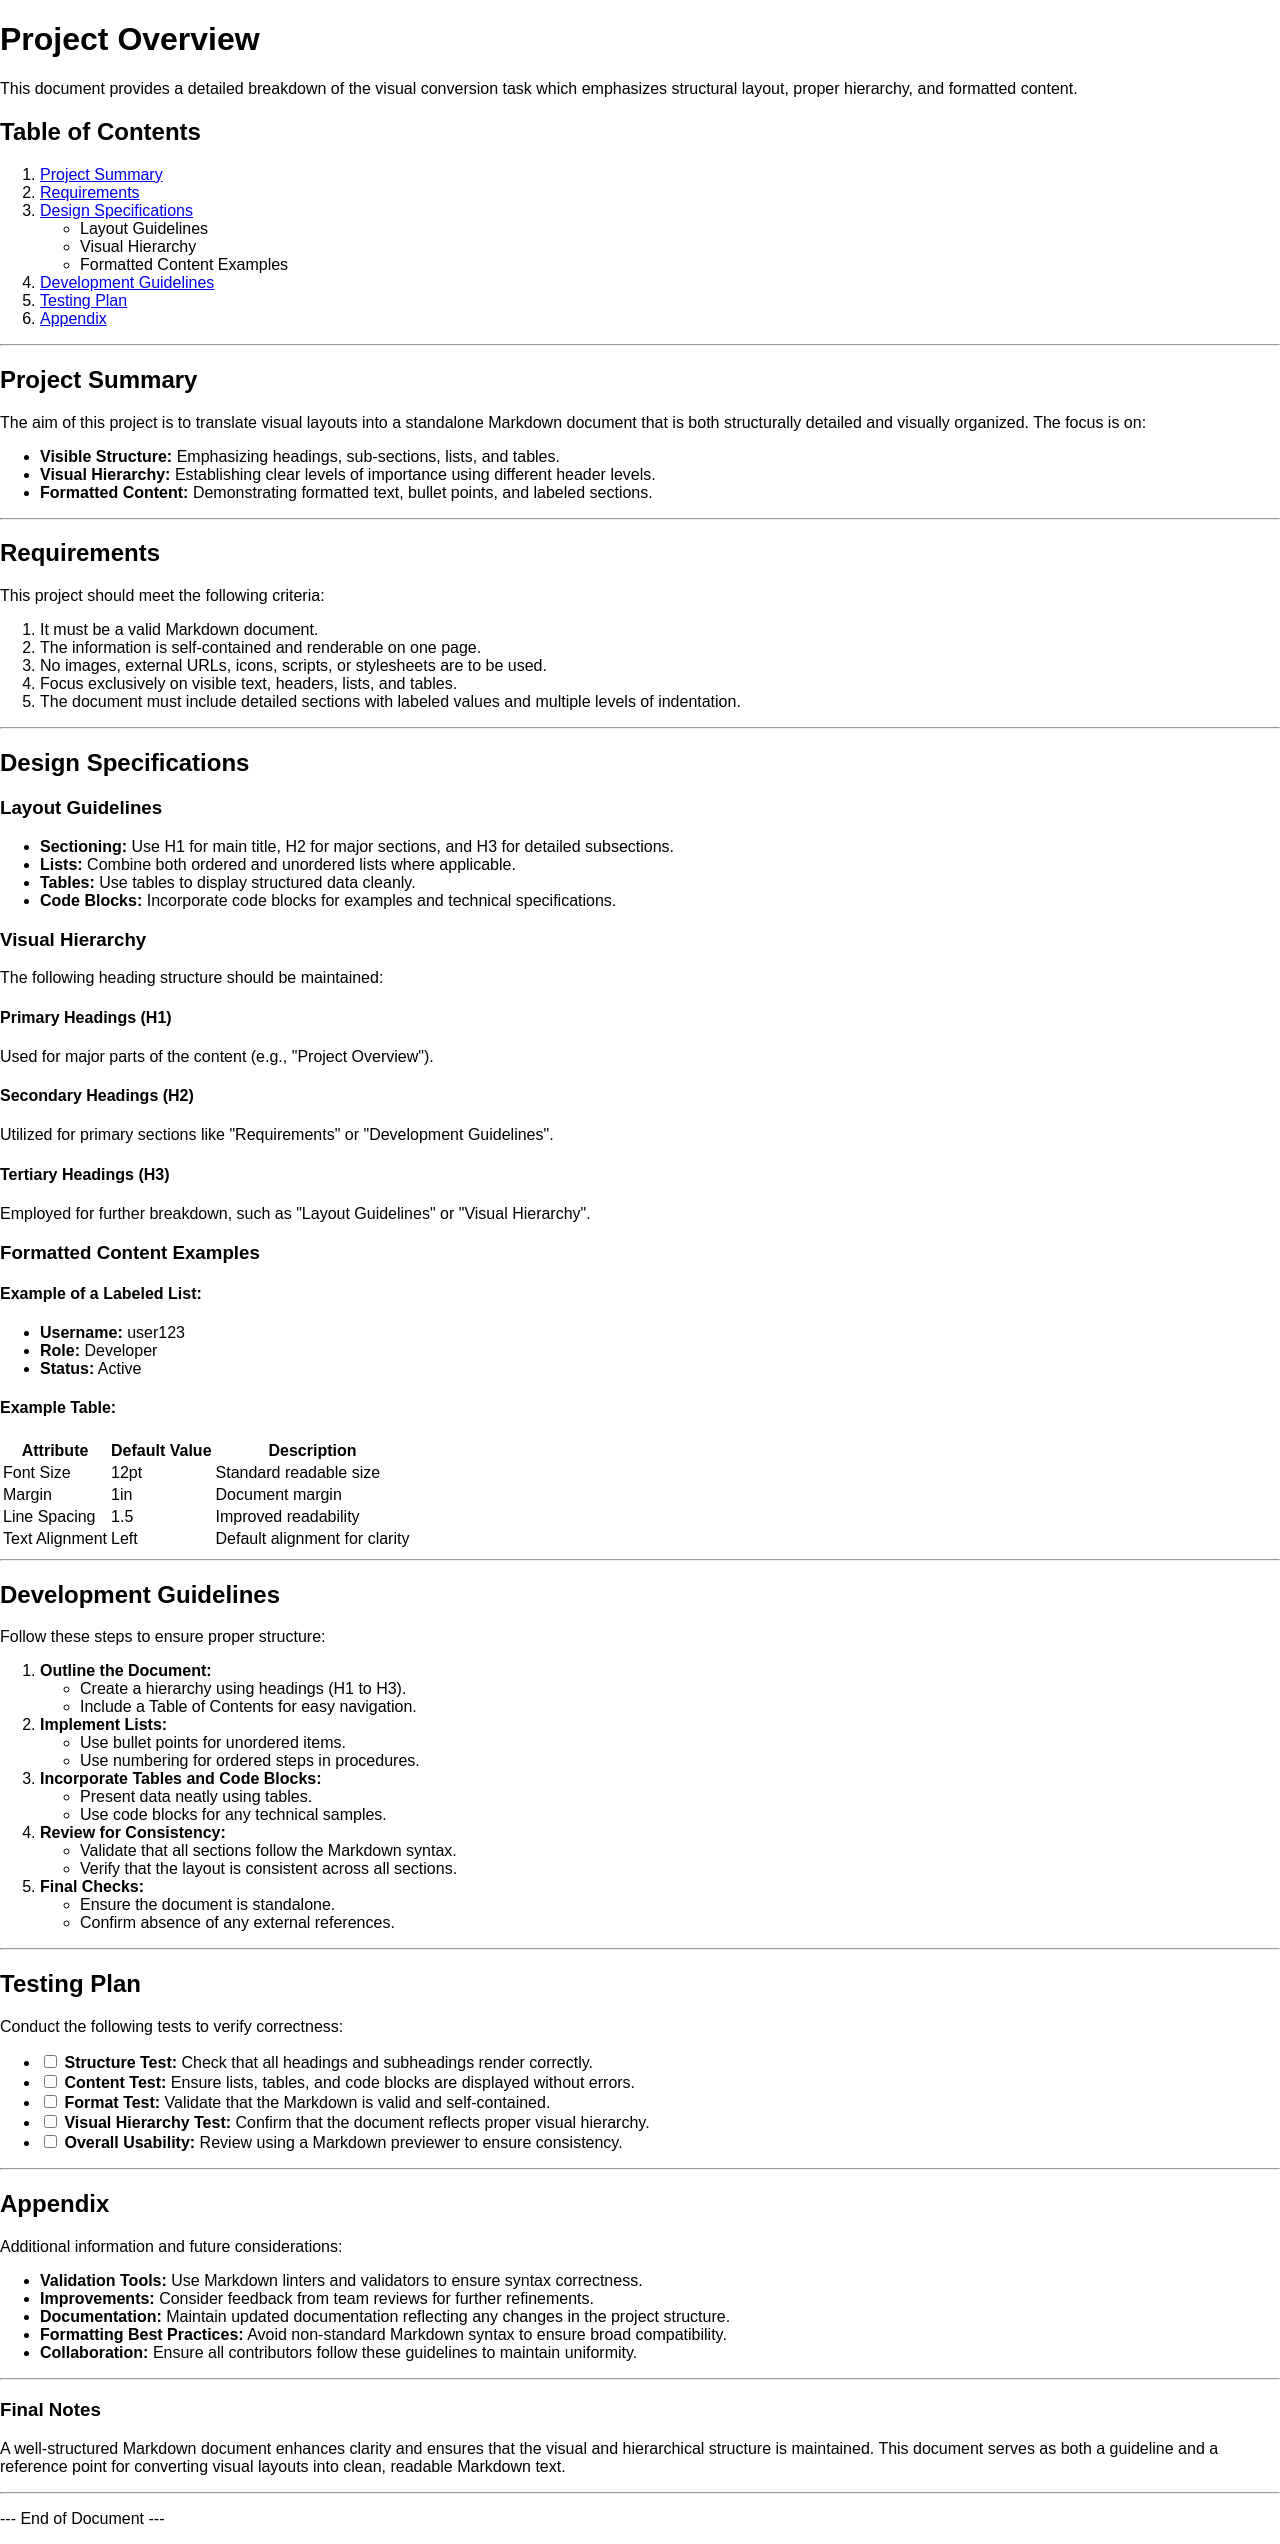 Project Overview
This document provides a detailed breakdown of the visual conversion task which emphasizes structural layout, proper hierarchy, and formatted content.
Table of Contents
1. Project Summary
2. Requirements
3. Design Specifications
Layout Guidelines
Visual Hierarchy
Formatted Content Examples
4. Development Guidelines
5. Testing Plan
6. Appendix
Project Summary
The aim of this project is to translate visual layouts into a standalone Markdown document that is both structurally detailed and visually organized. The focus is on:
Visible Structure: Emphasizing headings, sub-sections, lists, and tables.
Visual Hierarchy: Establishing clear levels of importance using different header levels.
Formatted Content: Demonstrating formatted text, bullet points, and labeled sections.
Requirements
This project should meet the following criteria:
1. It must be a valid Markdown document.
2. The information is self-contained and renderable on one page.
3. No images, external URLs, icons, scripts, or stylesheets are to be used.
4. Focus exclusively on visible text, headers, lists, and tables.
5. The document must include detailed sections with labeled values and multiple levels of indentation.
Design Specifications
Layout Guidelines
Sectioning: Use H1 for main title, H2 for major sections, and H3 for detailed subsections.
Lists: Combine both ordered and unordered lists where applicable.
Tables: Use tables to display structured data cleanly.
Code Blocks: Incorporate code blocks for examples and technical specifications.
Visual Hierarchy
The following heading structure should be maintained:
Primary Headings (H1)
Used for major parts of the content (e.g., "Project Overview").
Secondary Headings (H2)
Utilized for primary sections like "Requirements" or "Development Guidelines".
Tertiary Headings (H3)
Employed for further breakdown, such as "Layout Guidelines" or "Visual Hierarchy".
Formatted Content Examples
Example of a Labeled List:
Username: user123
Role: Developer
Status: Active
Example Table:
Attribute Default Value Description
Font Size 12pt Standard readable size
Margin 1in Document margin
Line Spacing 1.5 Improved readability
Text Alignment Left Default alignment for clarity
Development Guidelines
Follow these steps to ensure proper structure:
1. Outline the Document:
Create a hierarchy using headings (H1 to H3).
Include a Table of Contents for easy navigation.
2. Implement Lists:
Use bullet points for unordered items.
Use numbering for ordered steps in procedures.
3. Incorporate Tables and Code Blocks:
Present data neatly using tables.
Use code blocks for any technical samples.
4. Review for Consistency:
Validate that all sections follow the Markdown syntax.
Verify that the layout is consistent across all sections.
5. Final Checks:
Ensure the document is standalone.
Confirm absence of any external references.
Testing Plan
Conduct the following tests to verify correctness:
Structure Test: Check that all headings and subheadings render correctly.
Content Test: Ensure lists, tables, and code blocks are displayed without errors.
Format Test: Validate that the Markdown is valid and self-contained.
Visual Hierarchy Test: Confirm that the document reflects proper visual hierarchy.
Overall Usability: Review using a Markdown previewer to ensure consistency.
Appendix
Additional information and future considerations:
Validation Tools: Use Markdown linters and validators to ensure syntax correctness.
Improvements: Consider feedback from team reviews for further refinements.
Documentation: Maintain updated documentation reflecting any changes in the project structure.
Formatting Best Practices: Avoid non-standard Markdown syntax to ensure broad compatibility.
Collaboration: Ensure all contributors follow these guidelines to maintain uniformity.
Final Notes
A well-structured Markdown document enhances clarity and ensures that the visual and hierarchical structure is maintained. This document serves as both a guideline and a
reference point for converting visual layouts into clean, readable Markdown text.
--- End of Document ---